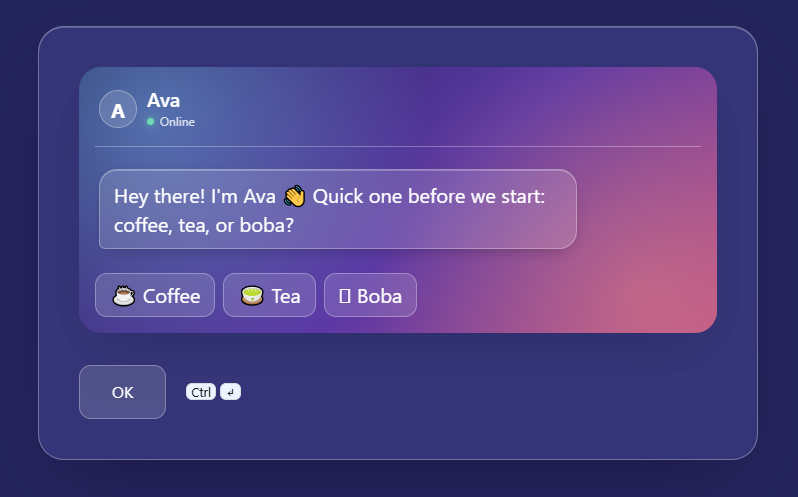 A
Ava
Online
Hey there! I'm Ava 👋 Quick one before we start:
coffee, tea, or boba?
☕ Coffee
🍵 Tea
▯ Boba
OK
Ctrl ↵